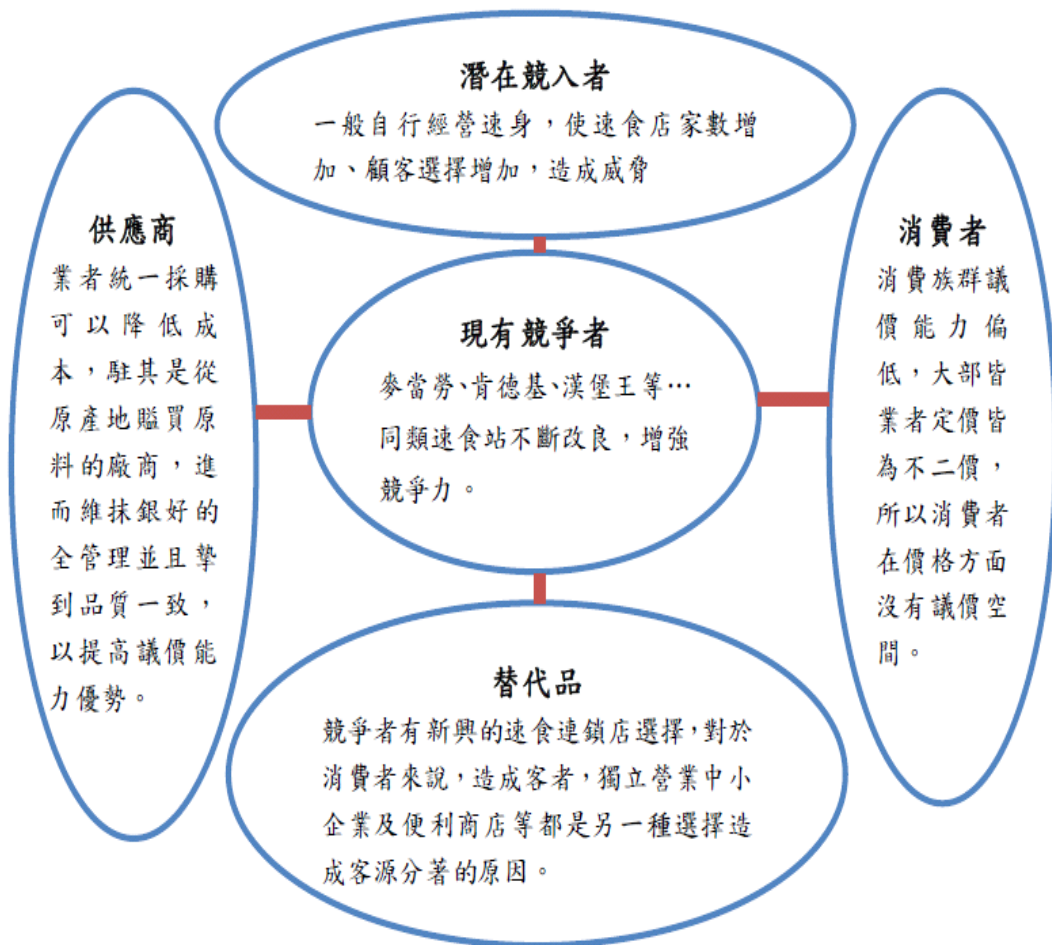 潛在競入者
一般自行經營速身，使速食店家數增
加、顧客選擇增加，造成威脅
供應商
業者統一採購
可以降低成
本，駐其是從
原產地賹買原
料的廠商，進
而維抹銀好的
全管理並且摯
到品質一致，
以提高議價能
力優勢。
現有競爭者
麥當勞、肯德基、漢堡王等…
同類速食站不斷改良，增強
競爭力。
消費者
消費族群議
價能力偏
低，大部皆
業者定價皆
為不二價，
所以消費者
在價格方面
沒有議價空
間。
替代品
競爭者有新興的速食連鎖店選擇，對於
消費者來說，造成客者，獨立營業中小
企業及便利商店等都是另一種選擇造
成客源分著的原因。